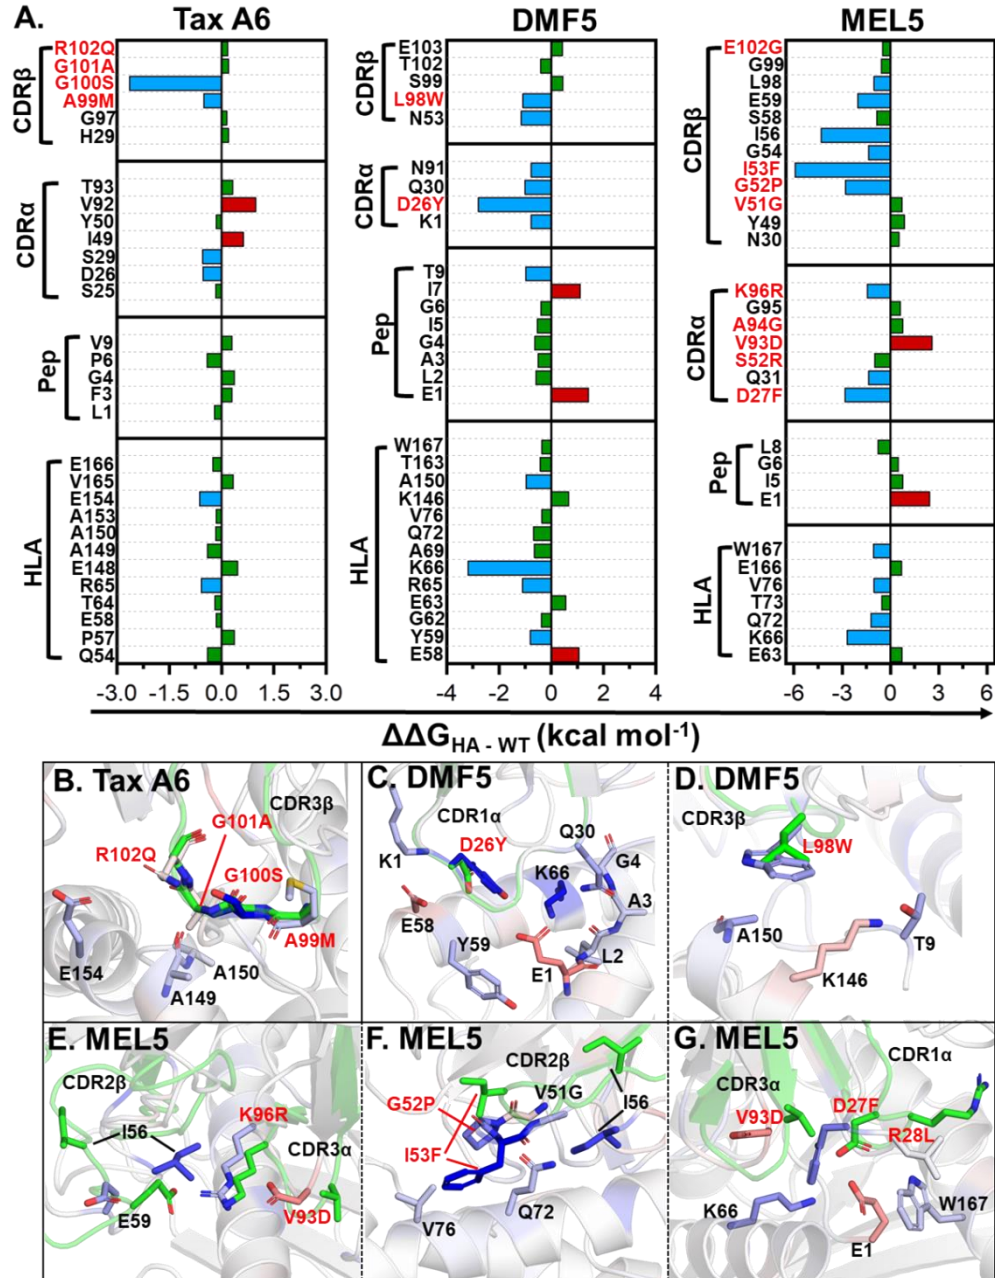 A.
Tax A6
DMF5
MEL5
CDRβ
R102Q
G101A
G100S
A99M
G97
H29
CDRα
T93
V92
Y50
I49
S29
D26
S25
Pep
V9
P6
G4
F3
L1
HLA
E166
V165
E154
A153
A150
A149
E148
R65
T64
E58
P57
Q54
-3.0 -1.5 0.0 1.5 3.0
CDRβ
E103
T102
S99
L98W
N53
CDRα
N91
Q30
D26Y
K1
Pep
T9
I7
G6
I5
G4
A3
L2
E1
HLA
W167
T163
A150
K146
V76
Q72
A69
K66
R65
E63
G62
Y59
E58
-4 -2 0 2 4
CDRβ
E102G
G99
L98
E59
S58
I56
G54
I53F
G52P
V51G
Y49
N30
CDRα
K96R
G95
A94G
V93D
S52R
Q31
D27F
Pep
L8
G6
I5
E1
HLA
W167
E166
V76
T73
Q72
K66
E63
-6 -3 0 3 6
ΔΔG HA - WT (kcal mol-1)
B. Tax A6
CDR3β
G101A
R102Q
G100S
A99M
E154
A150
A149
C. DMF5
CDR1α
Q30
K1
D26Y
G4
K66
E58
A3
Y59
E1
L2
D. DMF5
CDR3β
L98W
A150
T9
K146
E. MEL5
CDR2β
I56
K96R
CDR3α
E59
V93D
F. MEL5
CDR2β
G52P
V51G
I56
I53F
V76
Q72
G. MEL5
CDR1α
CDR3α
V93D
D27F
R28L
K66
W167
E1